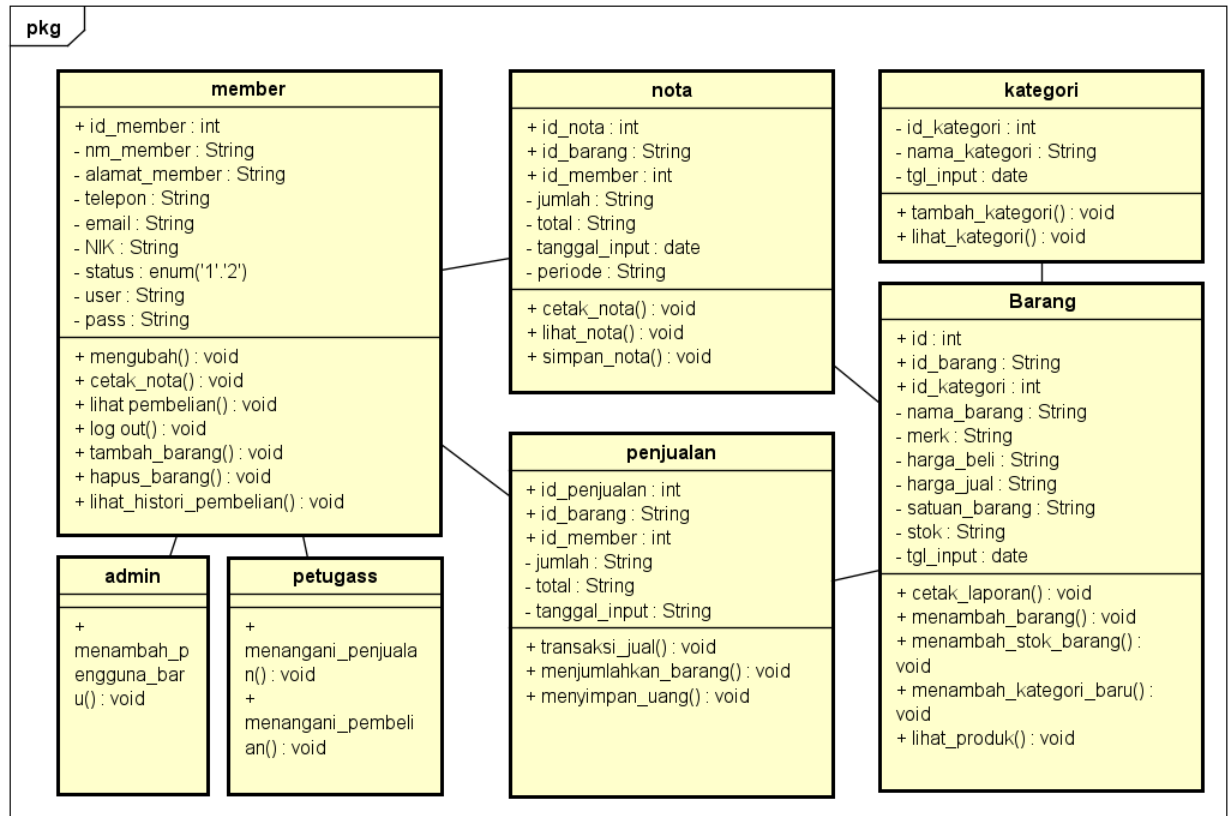 pkg
member
+ id_member : int
- nm_member : String
- alamat_member : String
- telepon : String
- email : String
- NIK : String
- status : enum('1'.'2')
- user : String
- pass : String
+ mengubah() : void
+ cetak_nota() : void
+ lihat pembelian() : void
+ log out() : void
+ tambah_barang() : void
+ hapus_barang() : void
+ lihat_histori_pembelian() : void
nota
+ id_nota : int
+ id_barang : String
+ id_member : int
- jumlah : String
- total : String
- tanggal_input : date
- periode : String
+ cetak_nota() : void
+ lihat_nota() : void
+ simpan_nota() : void
kategori
- id_kategori : int
- nama_kategori : String
- tgl_input : date
+ tambah_kategori() : void
+ lihat_kategori() : void
Barang
+ id : int
+ id_barang : String
+ id_kategori : int
- nama_barang : String
- merk : String
- harga_beli : String
- harga_jual : String
- satuan_barang : String
- stok : String
- tgl_input : date
+ cetak_laporan() : void
+ menambah_barang() : void
+ menambah_stok_barang() :
void
+ menambah_kategori_baru() :
void
+ lihat_produk() : void
penjualan
+ id_penjualan : int
+ id_barang : String
+ id_member : int
- jumlah : String
- total : String
- tanggal_input : String
+ transaksi_jual() : void
+ menjumlahkan_barang() : void
+ menyimpan_uang() : void
admin
+
menambah_p
engguna_bar
u() : void
petugass
+
menangani_penjuala
n() : void
+
menangani_pembeli
an() : void